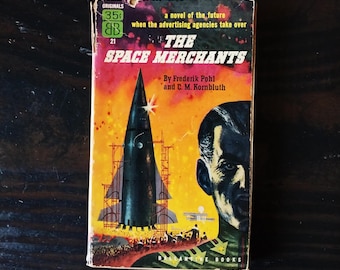 ORIGINALS
35¢
BB
21
a novel of the future
when the advertising agencies take over
THE
SPACE MERCHANTS
By Frederik Pohl
and C. M. Kornbluth
BALLANTINE BOOKS